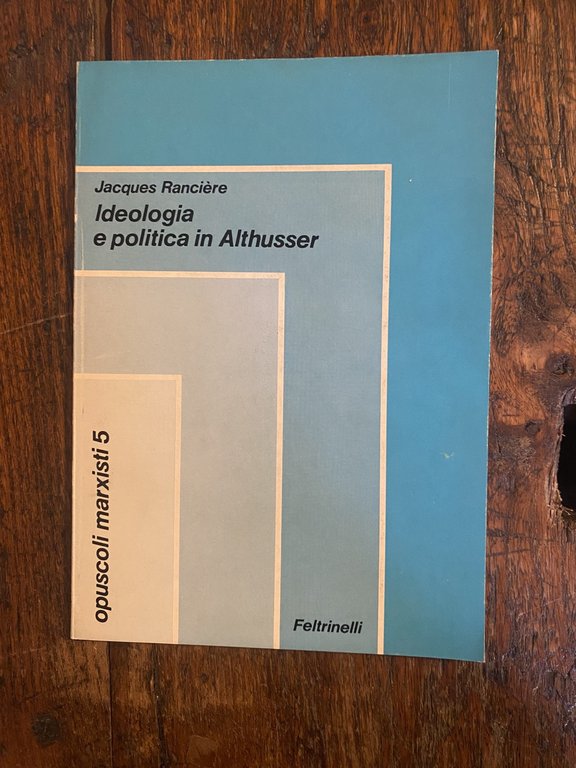 Jacques Rancière
Ideologia
e politica in Althusser
opuscoli marxisti 5
Feltrinelli